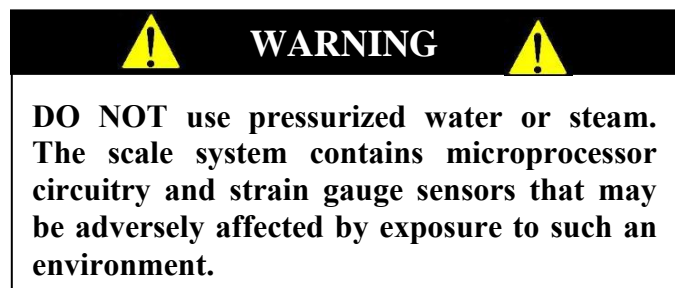 WARNING
DO NOT use pressurized water or steam.
The scale system contains microprocessor
circuitry and strain gauge sensors that may
be adversely affected by exposure to such an
environment.